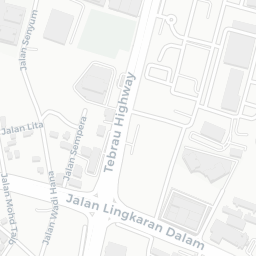 Jalan Senyum
Tebrau Highway
Jalan Lita
Jalan Sempera
Jalan Wadi Hana
Jalan Mohd Taib
Jalan Lingkaran Dalam